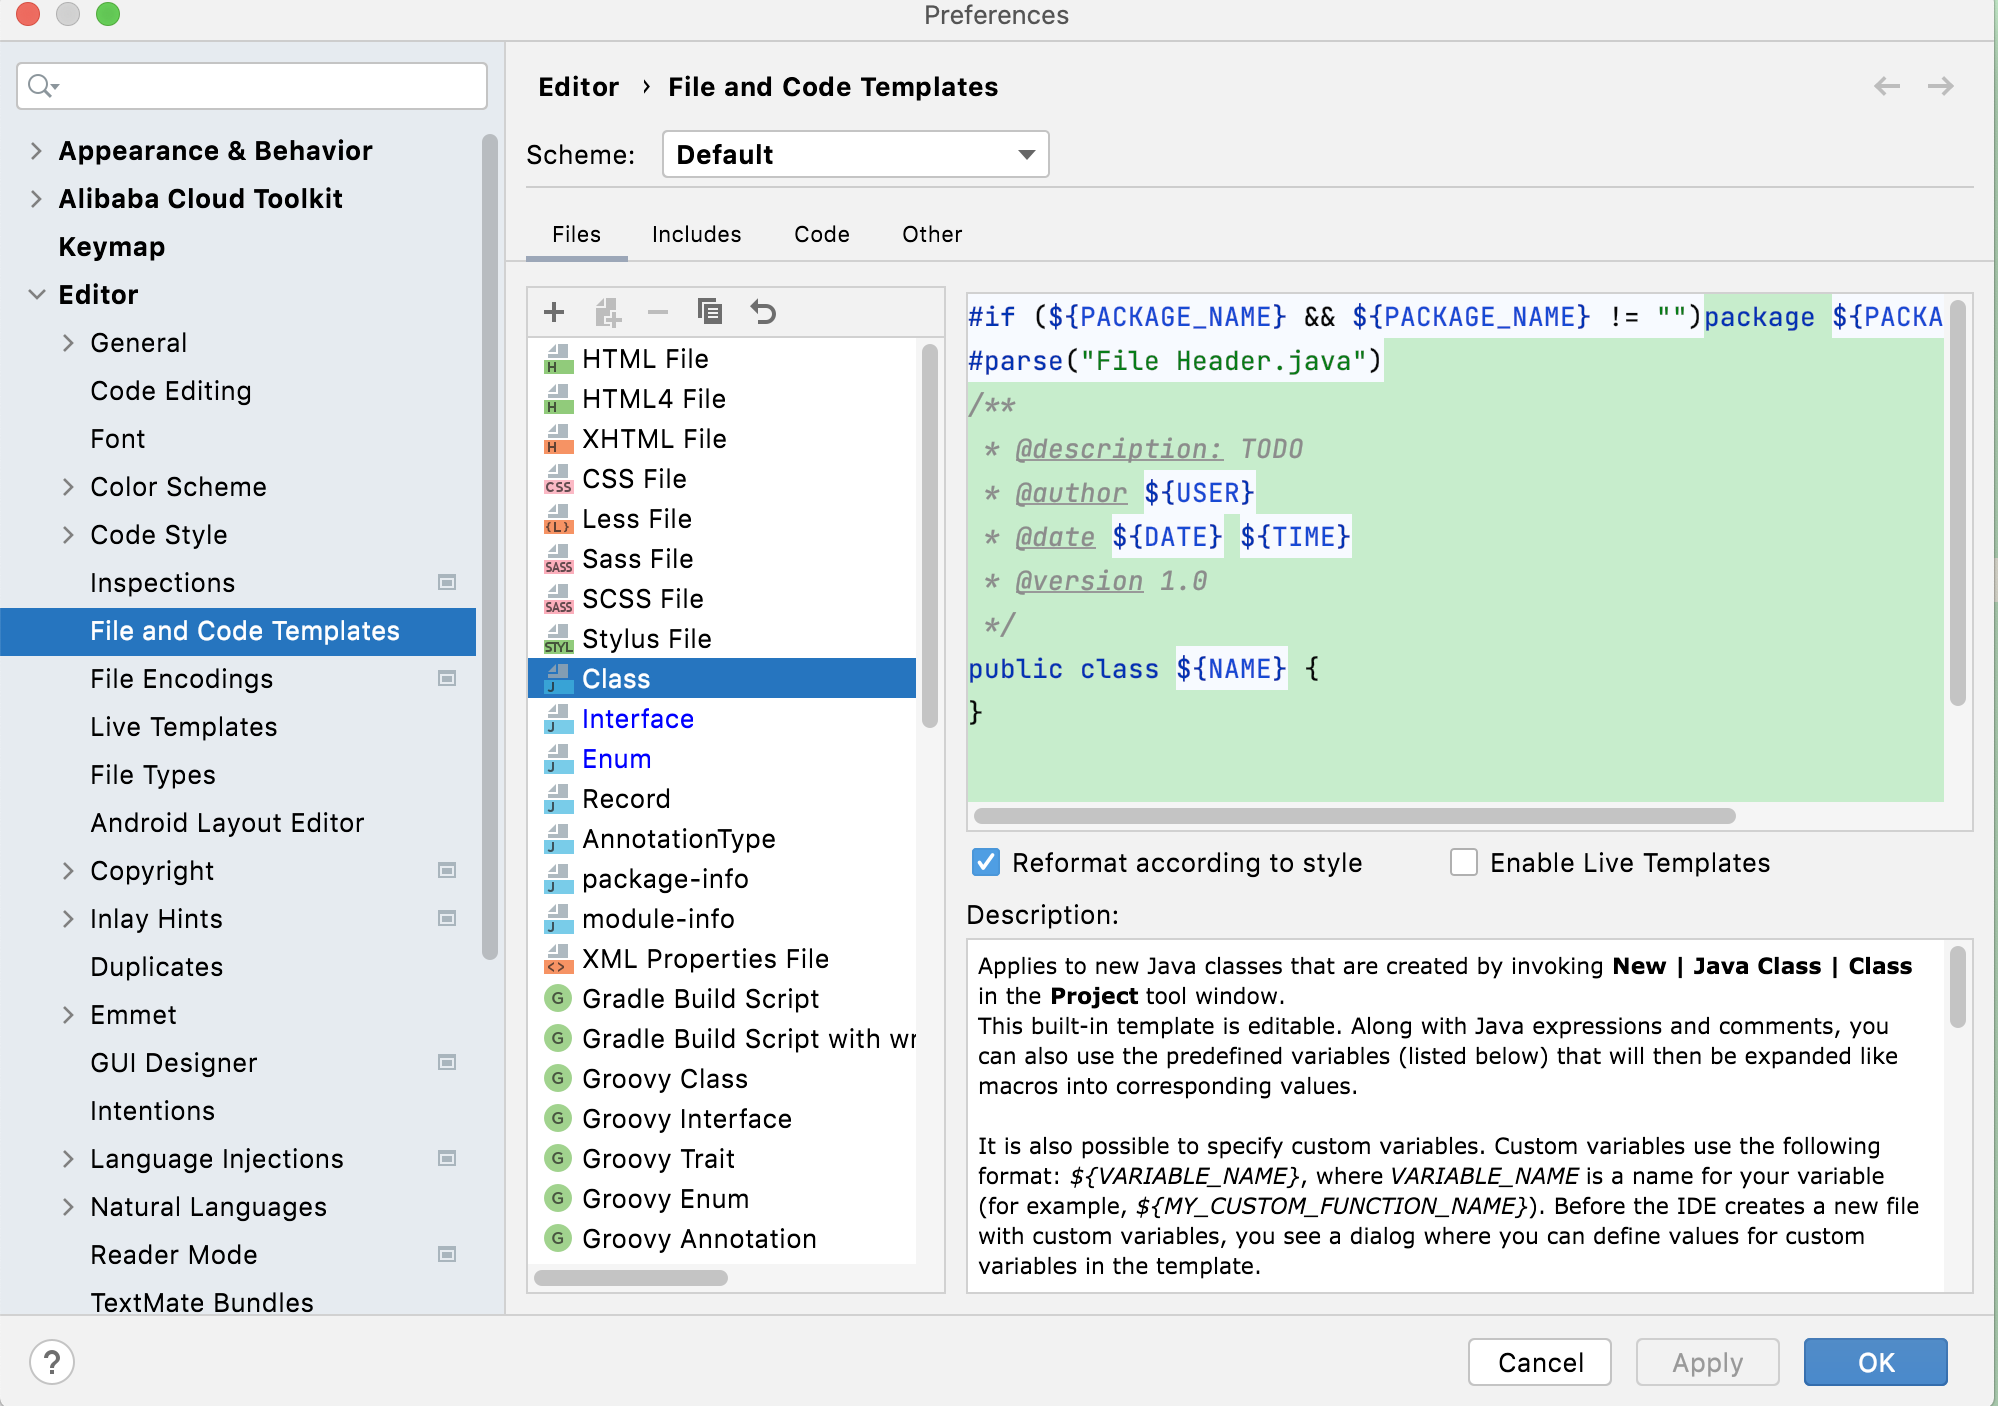 Preferences
Appearance & Behavior
Alibaba Cloud Toolkit
Keymap
Editor
General
Code Editing
Font
Color Scheme
Code Style
Inspections
File and Code Templates
File Encodings
Live Templates
File Types
Android Layout Editor
Copyright
Inlay Hints
Duplicates
Emmet
GUI Designer
Intentions
Language Injections
Natural Languages
Reader Mode
TextMate Bundles
Editor › File and Code Templates
Scheme: Default
Files Includes Code Other
H HTML File
H HTML4 File
H XHTML File
CSS CSS File
{L} Less File
SASS Sass File
SASS SCSS File
STYL Stylus File
J Class
J Interface
J Enum
J Record
J AnnotationType
J package-info
J module-info
<> XML Properties File
G Gradle Build Script
G Gradle Build Script with wr
G Groovy Class
G Groovy Interface
G Groovy Trait
G Groovy Enum
G Groovy Annotation
#if (${PACKAGE_NAME} && ${PACKAGE_NAME} != "")package ${PACKA
#parse("File Header.java")
/**
 * @description: TODO
 * @author ${USER}
 * @date ${DATE} ${TIME}
 * @version 1.0
 */
public class ${NAME} {
}
Reformat according to style Enable Live Templates
Description:
Applies to new Java classes that are created by invoking New | Java Class | Class
in the Project tool window.
This built-in template is editable. Along with Java expressions and comments, you
can also use the predefined variables (listed below) that will then be expanded like
macros into corresponding values.
It is also possible to specify custom variables. Custom variables use the following
format: ${VARIABLE_NAME}, where VARIABLE_NAME is a name for your variable
(for example, ${MY_CUSTOM_FUNCTION_NAME}). Before the IDE creates a new file
with custom variables, you see a dialog where you can define values for custom
variables in the template.
? Cancel Apply OK